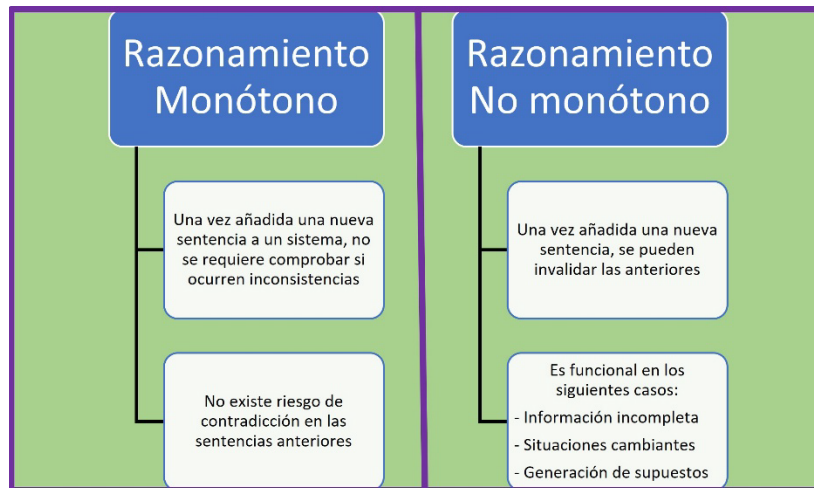 Razonamiento
Monótono
Una vez añadida una nueva
sentencia a un sistema, no
se requiere comprobar si
ocurren inconsistencias
No existe riesgo de
contradicción en las
sentencias anteriores
Razonamiento
No monótono
Una vez añadida una nueva
sentencia, se pueden
invalidar las anteriores
Es funcional en los
siguientes casos:
- Información incompleta
- Situaciones cambiantes
- Generación de supuestos